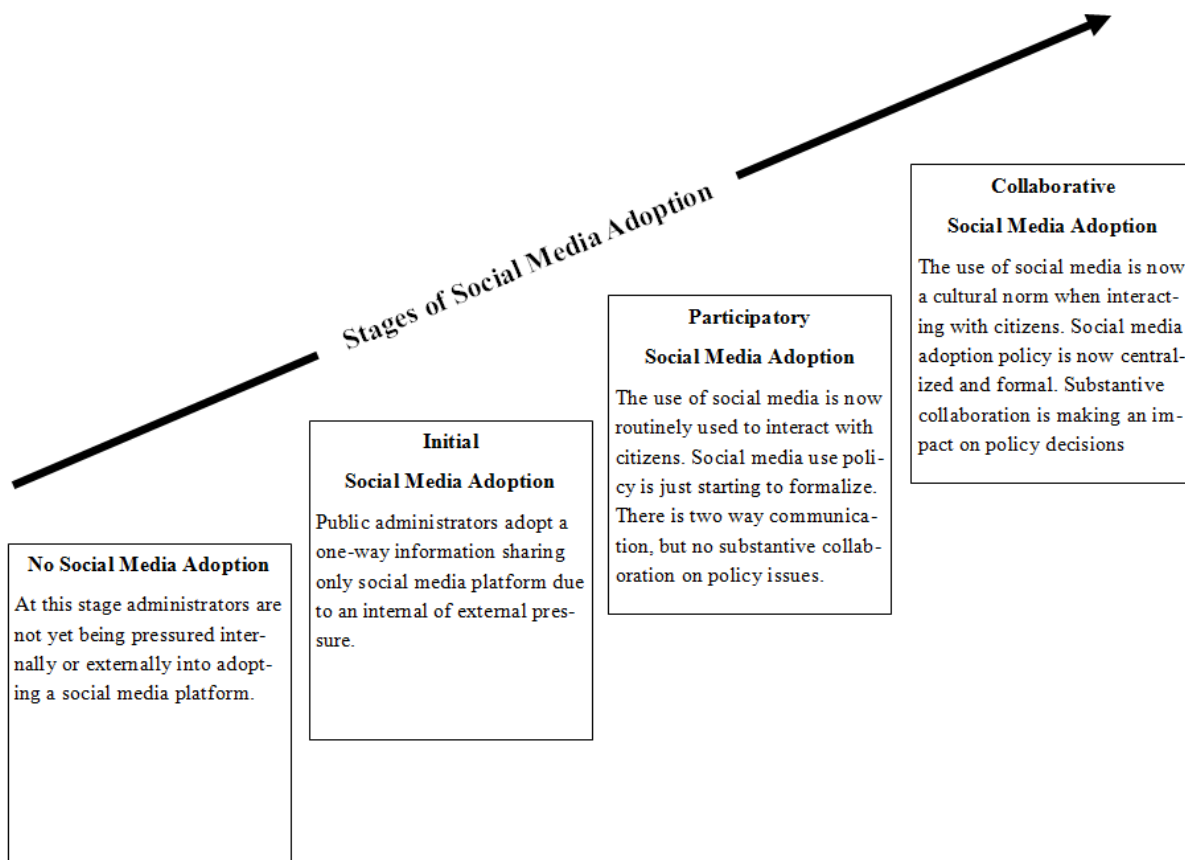 Stages of Social Media Adoption
No Social Media Adoption
At this stage administrators are
not yet being pressured inter-
nally or externally into adopt-
ing a social media platform.
Initial
Social Media Adoption
Public administrators adopt a
one-way information sharing
only social media platform due
to an internal of external pres-
sure.
Participatory
Social Media Adoption
The use of social media is now
routinely used to interact with
citizens. Social media use poli-
cy is just starting to formalize.
There is two way communica-
tion, but no substantive collab-
oration on policy issues.
Collaborative
Social Media Adoption
The use of social media is now
a cultural norm when interact-
ing with citizens. Social media
adoption policy is now central-
ized and formal. Substantive
collaboration is making an im-
pact on policy decisions